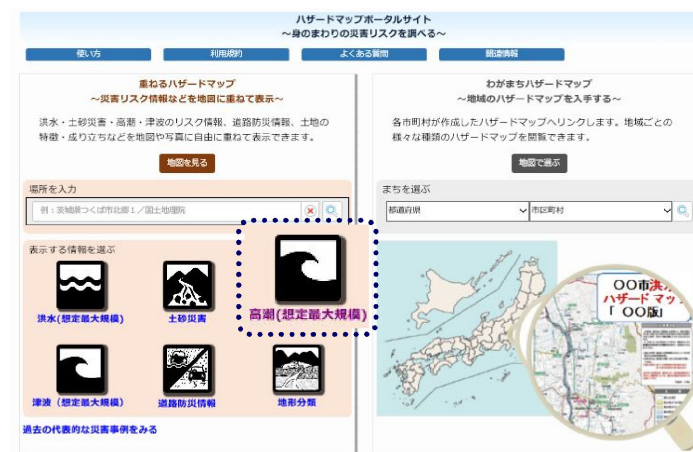 ハザードマップポータルサイト
～身のまわりの災害リスクを調べる～
使い方
利用規約
よくある質問
関連情報
重ねるハザードマップ
～災害リスク情報などを地図に重ねて表示～
洪水・土砂災害・高潮・津波のリスク情報、道路防災情報、土地の
特徴・成り立ちなどを地図や写真に自由に重ねて表示できます。
地図を見る
場所を入力
例：茨城県つくば市北郷１／国土地理院
表示する情報を選ぶ
洪水(想定最大規模)
土砂災害
高潮(想定最大規模)
津波（想定最大規模）
道路防災情報
地形分類
過去の代表的な災害事例をみる
わがまちハザードマップ
～地域のハザードマップを入手する～
各市町村が作成したハザードマップへリンクします。地域ごとの
様々な種類のハザードマップを閲覧できます。
地図で選ぶ
まちを選ぶ
都道府県
市区町村
〇〇市洪水
ハザードマップ
「 〇〇版」